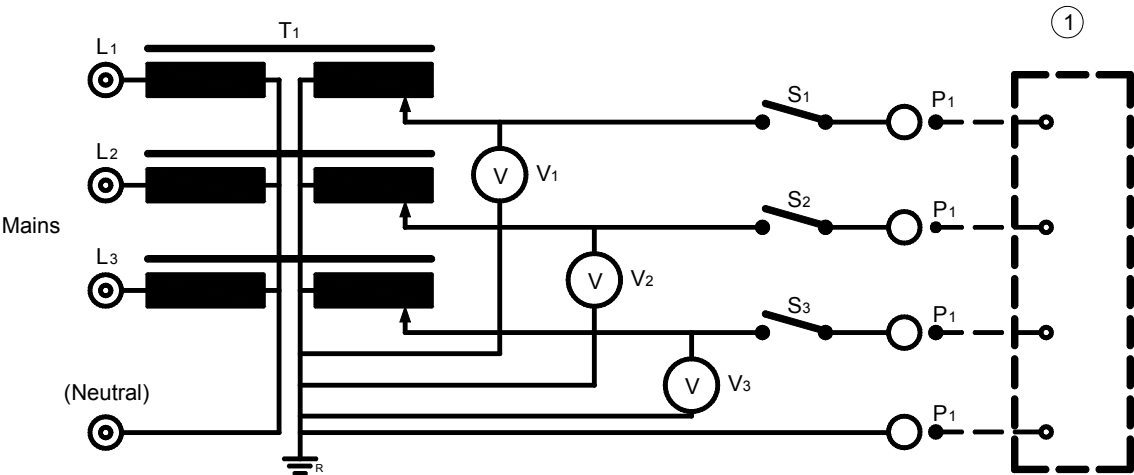 1
T1
L1
S1
P1
V
V1
L2
S2
P1
Mains
V
V2
L3
S3
P1
V
V3
(Neutral)
P1
R